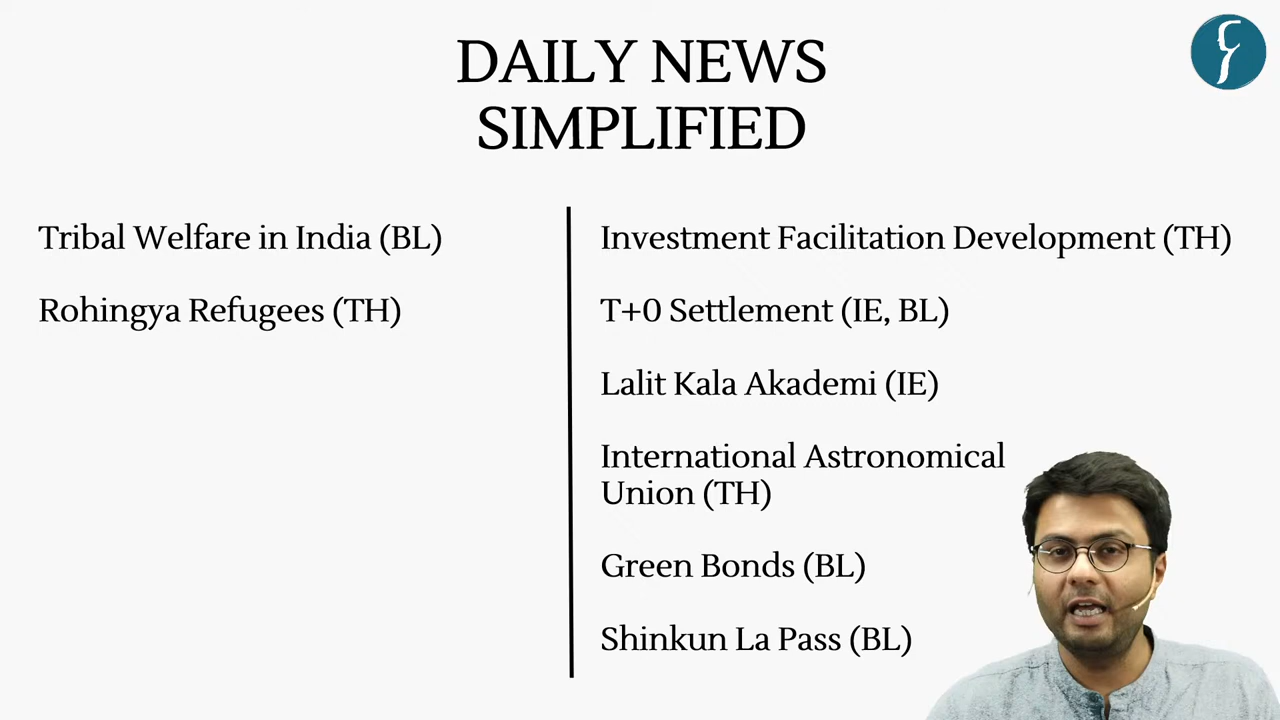 DAILY NEWS
SIMPLIFIED
Tribal Welfare in India (BL)
Rohingya Refugees (TH)
Investment Facilitation Development (TH)
T+0 Settlement (IE, BL)
Lalit Kala Akademi (IE)
International Astronomical
Union (TH)
Green Bonds (BL)
Shinkun La Pass (BL)